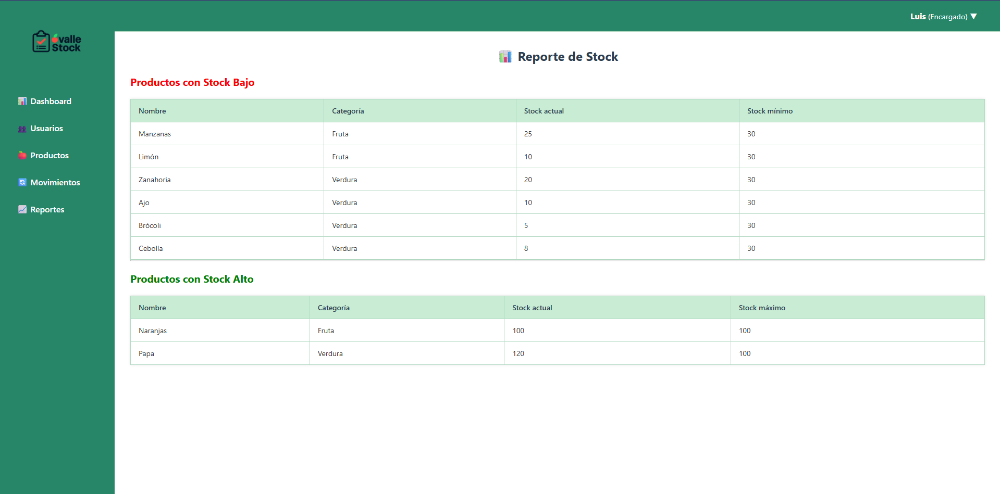 Luis (Encargado) ▼
valle
Stock
Dashboard
Usuarios
Productos
Movimientos
Reportes
Reporte de Stock
Productos con Stock Bajo
Nombre Categoría Stock actual Stock mínimo
Manzanas Fruta 25 30
Limón Fruta 10 30
Zanahoria Verdura 20 30
Ajo Verdura 10 30
Brócoli Verdura 5 30
Cebolla Verdura 8 30
Productos con Stock Alto
Nombre Categoría Stock actual Stock máximo
Naranjas Fruta 100 100
Papa Verdura 120 100